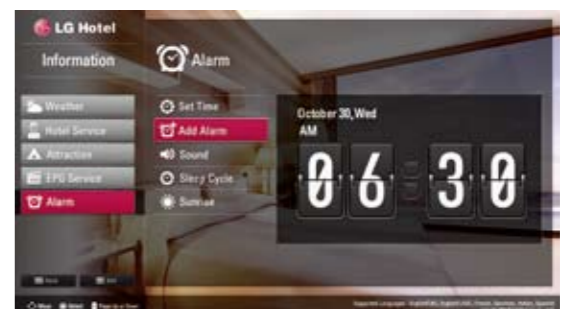 LG Hotel
Information
Alarm
Weather
Hotel Service
Attraction
EPG Service
Alarm
Set Time
Add Alarm
Sound
Sleep Cycle
Sunrise
October 30, Wed
AM
06:30